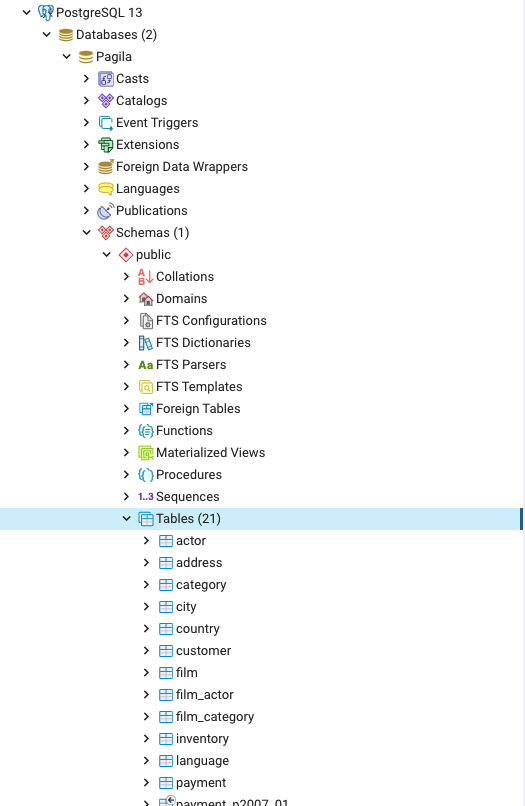 PostgreSQL 13
Databases (2)
Pagila
Casts
Catalogs
Event Triggers
Extensions
Foreign Data Wrappers
Languages
Publications
Schemas (1)
public
Collations
Domains
FTS Configurations
FTS Dictionaries
Aa FTS Parsers
FTS Templates
Foreign Tables
Functions
Materialized Views
Procedures
1..3 Sequences
Tables (21)
actor
address
category
city
country
customer
film
film_actor
film_category
inventory
language
payment
payment_p2007_01